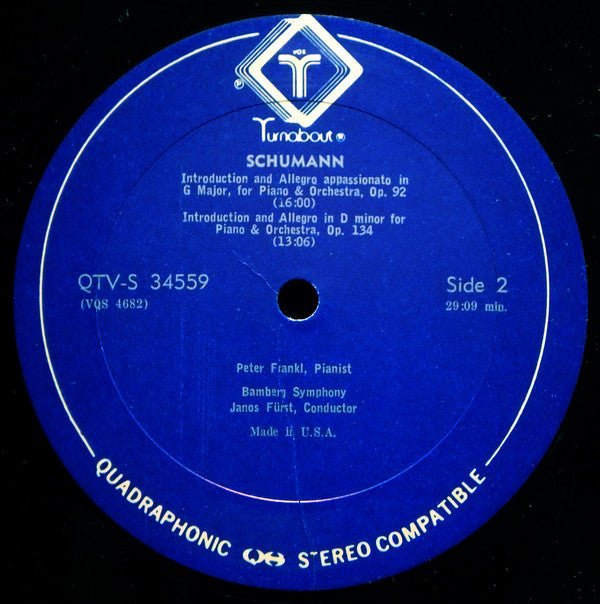 VOX
T
℗
Turnabout ®
SCHUMANN
Introduction and Allegro appassionato in
G Major, for Piano & Orchestra, Op. 92
(16:00)
Introduction and Allegro in D minor for
Piano & Orchestra, Op. 134
(13:06)
QTV-S 34559
(VQS 4682)
Side 2
29:09 min.
Peter Frankl, Pianist
Bamberg Symphony
Janos Fürst, Conductor
Made in U.S.A.
QUADRAPHONIC QS STEREO COMPATIBLE